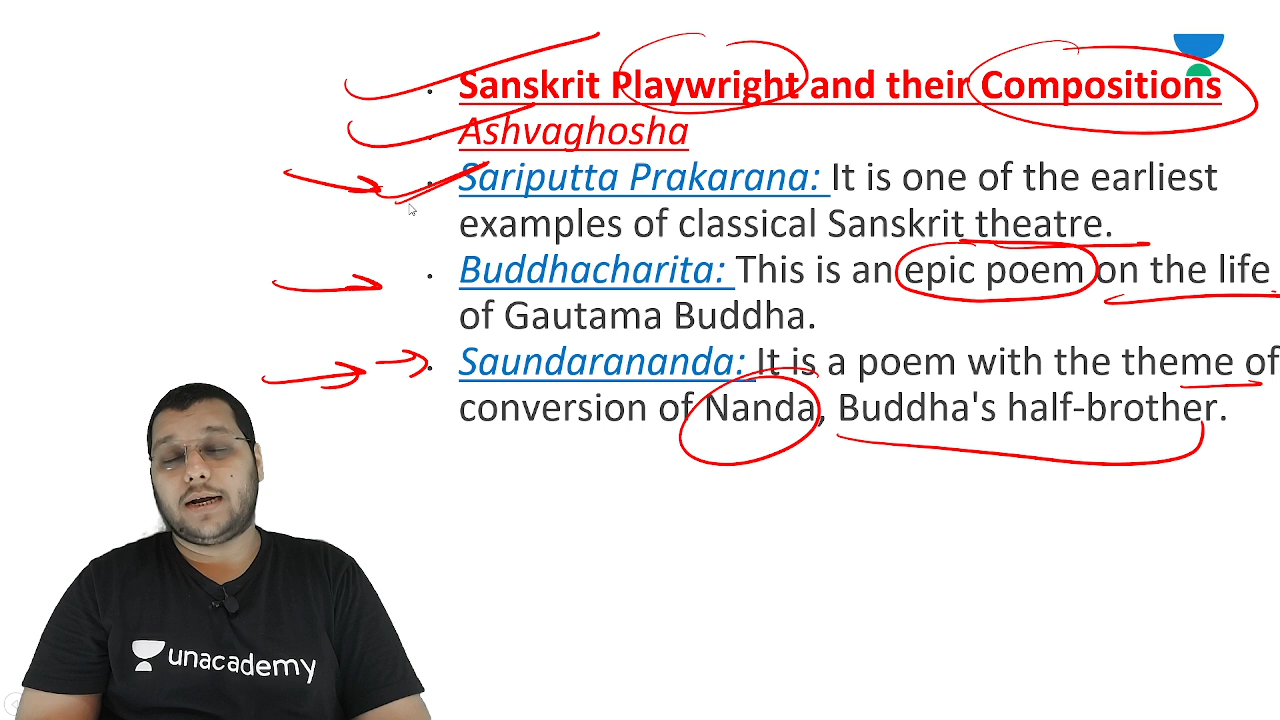 Sanskrit Playwright and their Compositions
Ashvaghosha
Sariputta Prakarana: It is one of the earliest
examples of classical Sanskrit theatre.
Buddhacharita: This is an epic poem on the life
of Gautama Buddha.
Saundarananda: It is a poem with the theme of
conversion of Nanda, Buddha's half-brother.
unacademy